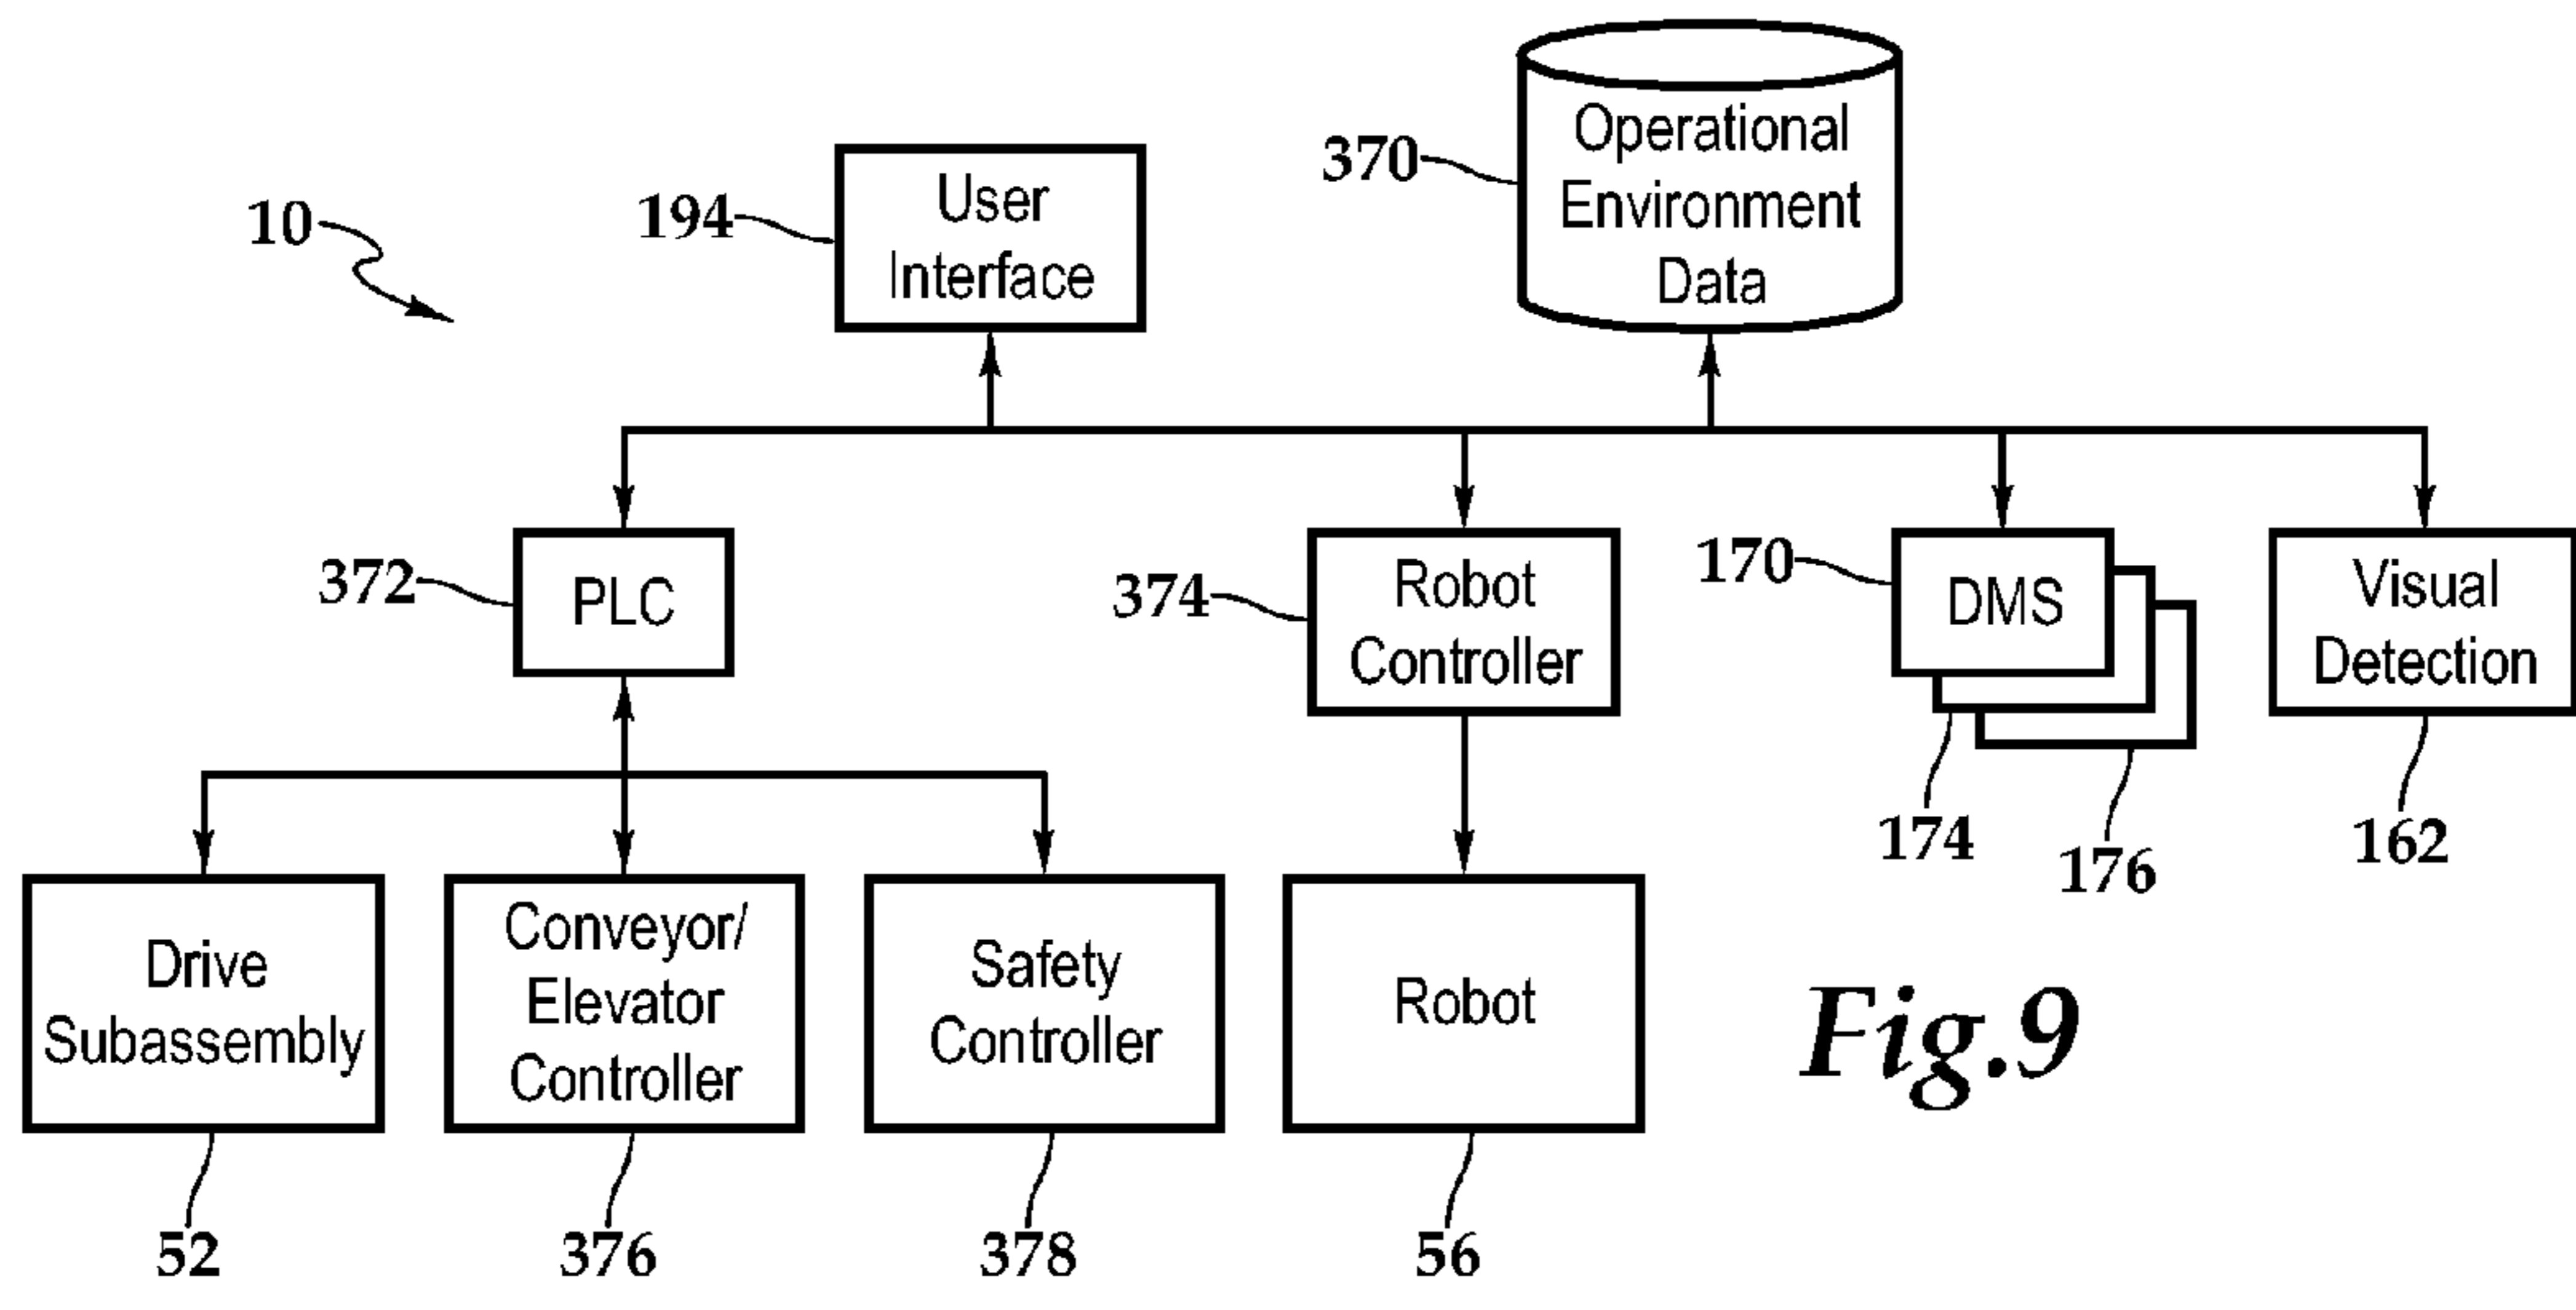 10
194
User
Interface
370
Operational
Environment
Data
372
PLC
374
Robot
Controller
170
DMS
174
176
Visual
Detection
162
Drive
Subassembly
52
Conveyor/
Elevator
Controller
376
Safety
Controller
378
Robot
56
Fig.9